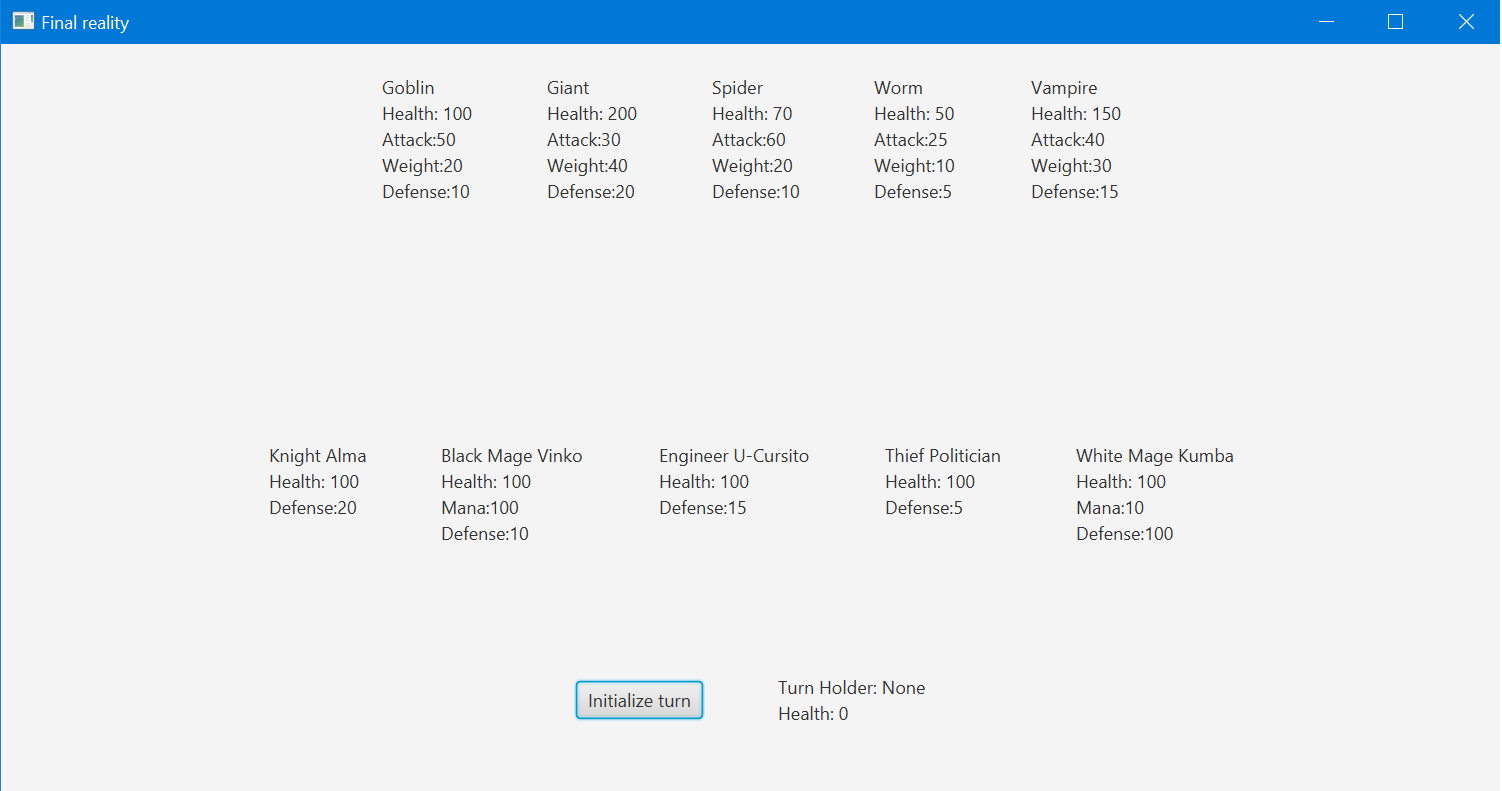 Final reality
Goblin
Health: 100
Attack:50
Weight:20
Defense:10
Giant
Health: 200
Attack:30
Weight:40
Defense:20
Spider
Health: 70
Attack:60
Weight:20
Defense:10
Worm
Health: 50
Attack:25
Weight:10
Defense:5
Vampire
Health: 150
Attack:40
Weight:30
Defense:15
Knight Alma
Health: 100
Defense:20
Black Mage Vinko
Health: 100
Mana:100
Defense:10
Engineer U-Cursito
Health: 100
Defense:15
Thief Politician
Health: 100
Defense:5
White Mage Kumba
Health: 100
Mana:10
Defense:100
Initialize turn
Turn Holder: None
Health: 0